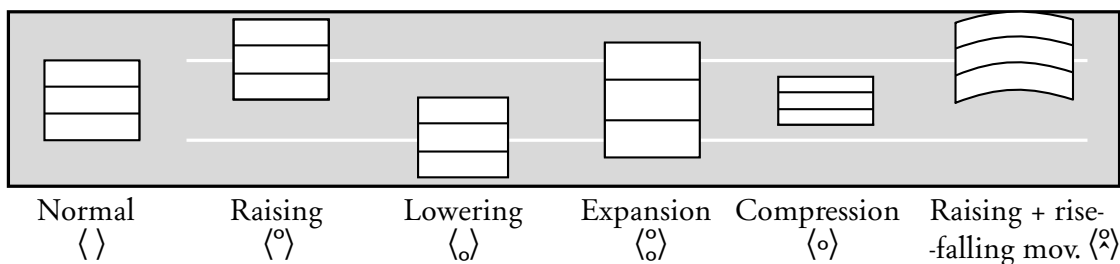 Normal Raising Lowering Expansion Compression Raising + rise-
⟨ ⟩ ⟨°⟩ ⟨˳⟩ ⟨°˳⟩ ⟨∘⟩ -falling mov. ⟨°̭⟩